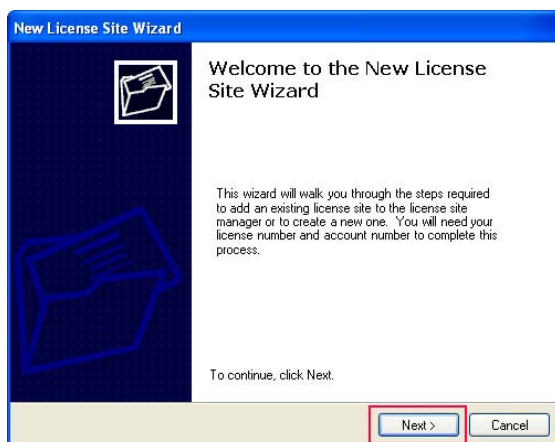 New License Site Wizard
Welcome to the New License
Site Wizard
This wizard will walk you through the steps required
to add an existing license site to the license site
manager or to create a new one. You will need your
license number and account number to complete this
process.
To continue, click Next.
Next >
Cancel